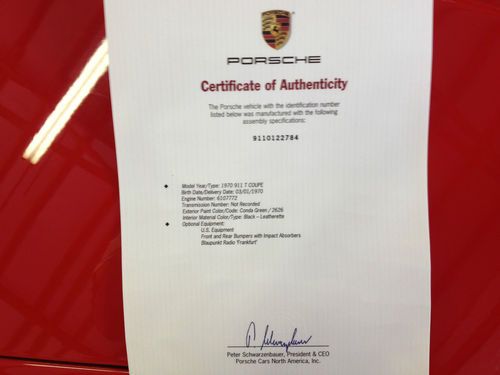 PORSCHE
Certificate of Authenticity
The Porsche vehicle with the identification number
listed below was manufactured with the following
assembly specifications:
9110122784
Model Year/Type: 1970 911 T COUPE
Birth Date/Delivery Date: 03/01/1970
Engine Number: 6107772
Transmission Number: Not Recorded
Exterior Paint Color/Code: Conda Green / 2626
Interior Material Color/Type: Black – Leatherette
Optional Equipment:
U.S. Equipment
Front and Rear Bumpers with Impact Absorbers
Blaupunkt Radio 'Frankfurt'
Peter Schwarzenbauer, President & CEO
Porsche Cars North America, Inc.